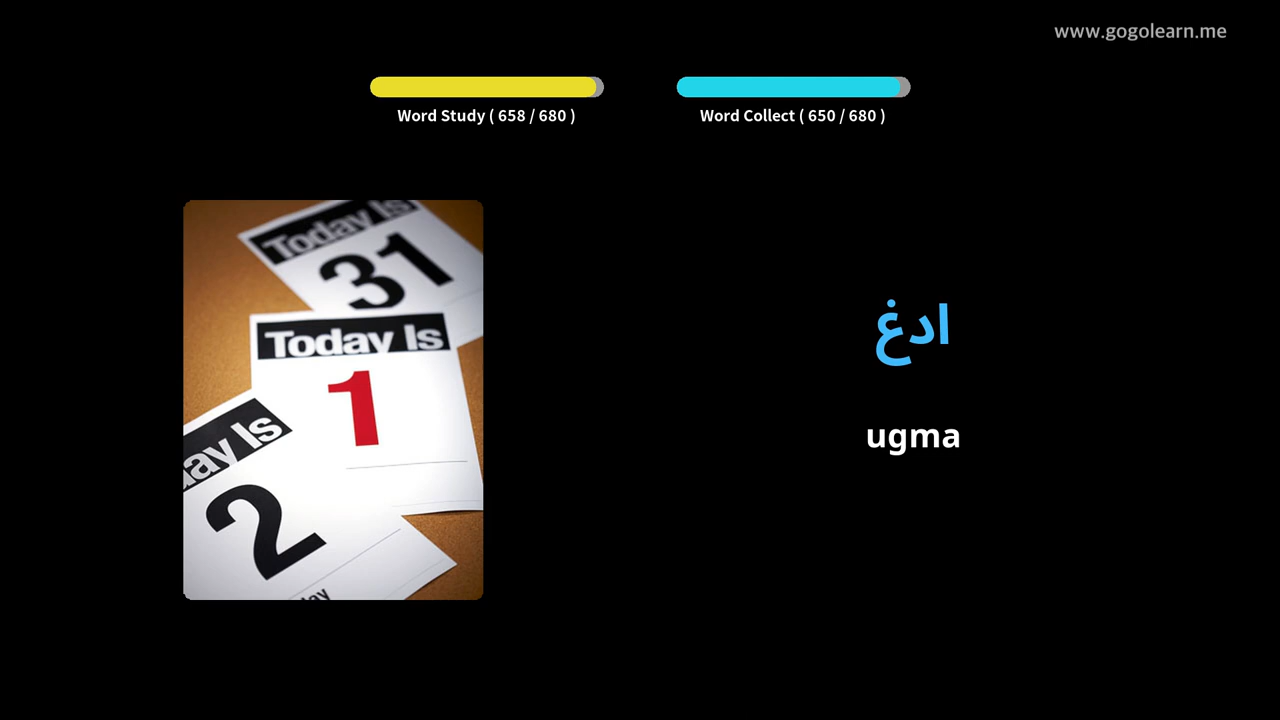 www.gogolearn.me
Word Study ( 658 / 680 )
Word Collect ( 650 / 680 )
Today Is
31
Today Is
1
ay Is
2
ادغ
ugma